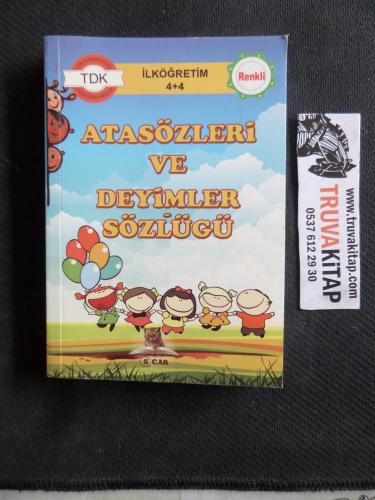 TDK
İLKÖĞRETİM
4+4
Renkli
ATASÖZLERİ
VE
DEYİMLER
SÖZLÜĞÜ
S CAR
TRUVAKİTAP
www.truvakitap.com
0537 612 29 30